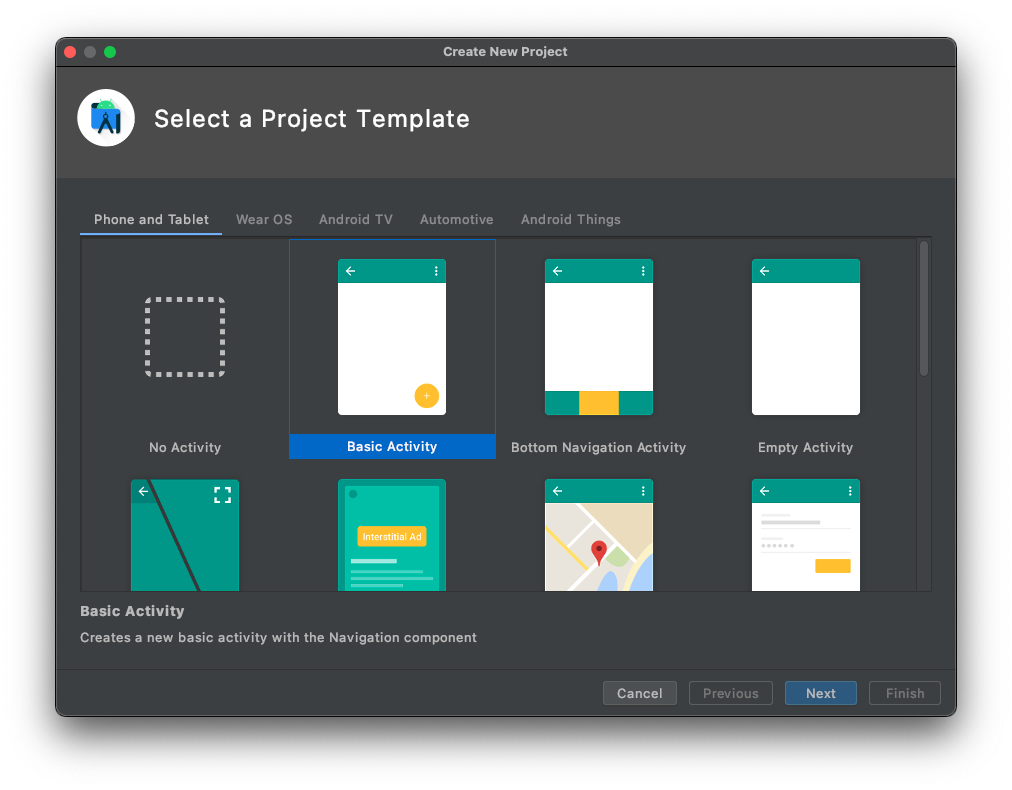 Create New Project
Select a Project Template
Phone and Tablet Wear OS Android TV Automotive Android Things
No Activity Basic Activity Bottom Navigation Activity Empty Activity
Interstitial Ad
Basic Activity
Creates a new basic activity with the Navigation component
Cancel Previous Next Finish